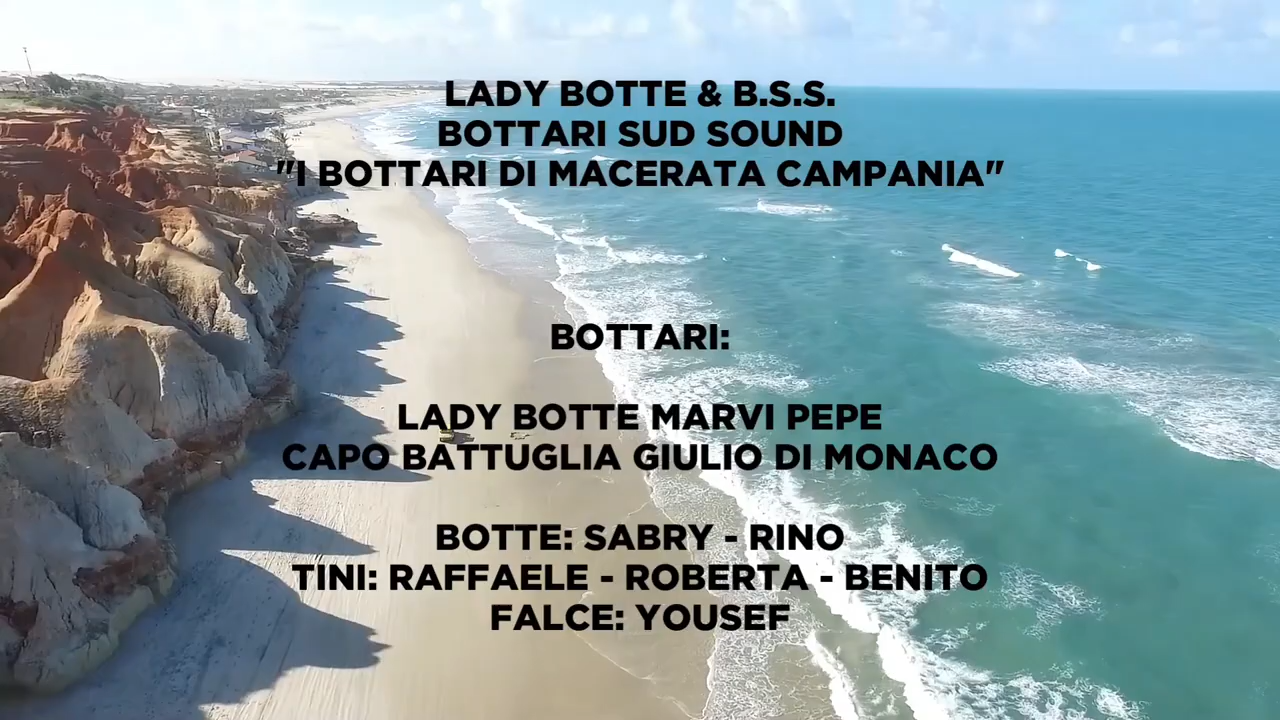 LADY BOTTE & B.S.S.
BOTTARI SUD SOUND
"I BOTTARI DI MACERATA CAMPANIA"
BOTTARI:
LADY BOTTE MARVI PEPE
CAPO BATTUGLIA GIULIO DI MONACO
BOTTE: SABRY - RINO
TINI: RAFFAELE - ROBERTA - BENITO
FALCE: YOUSEF